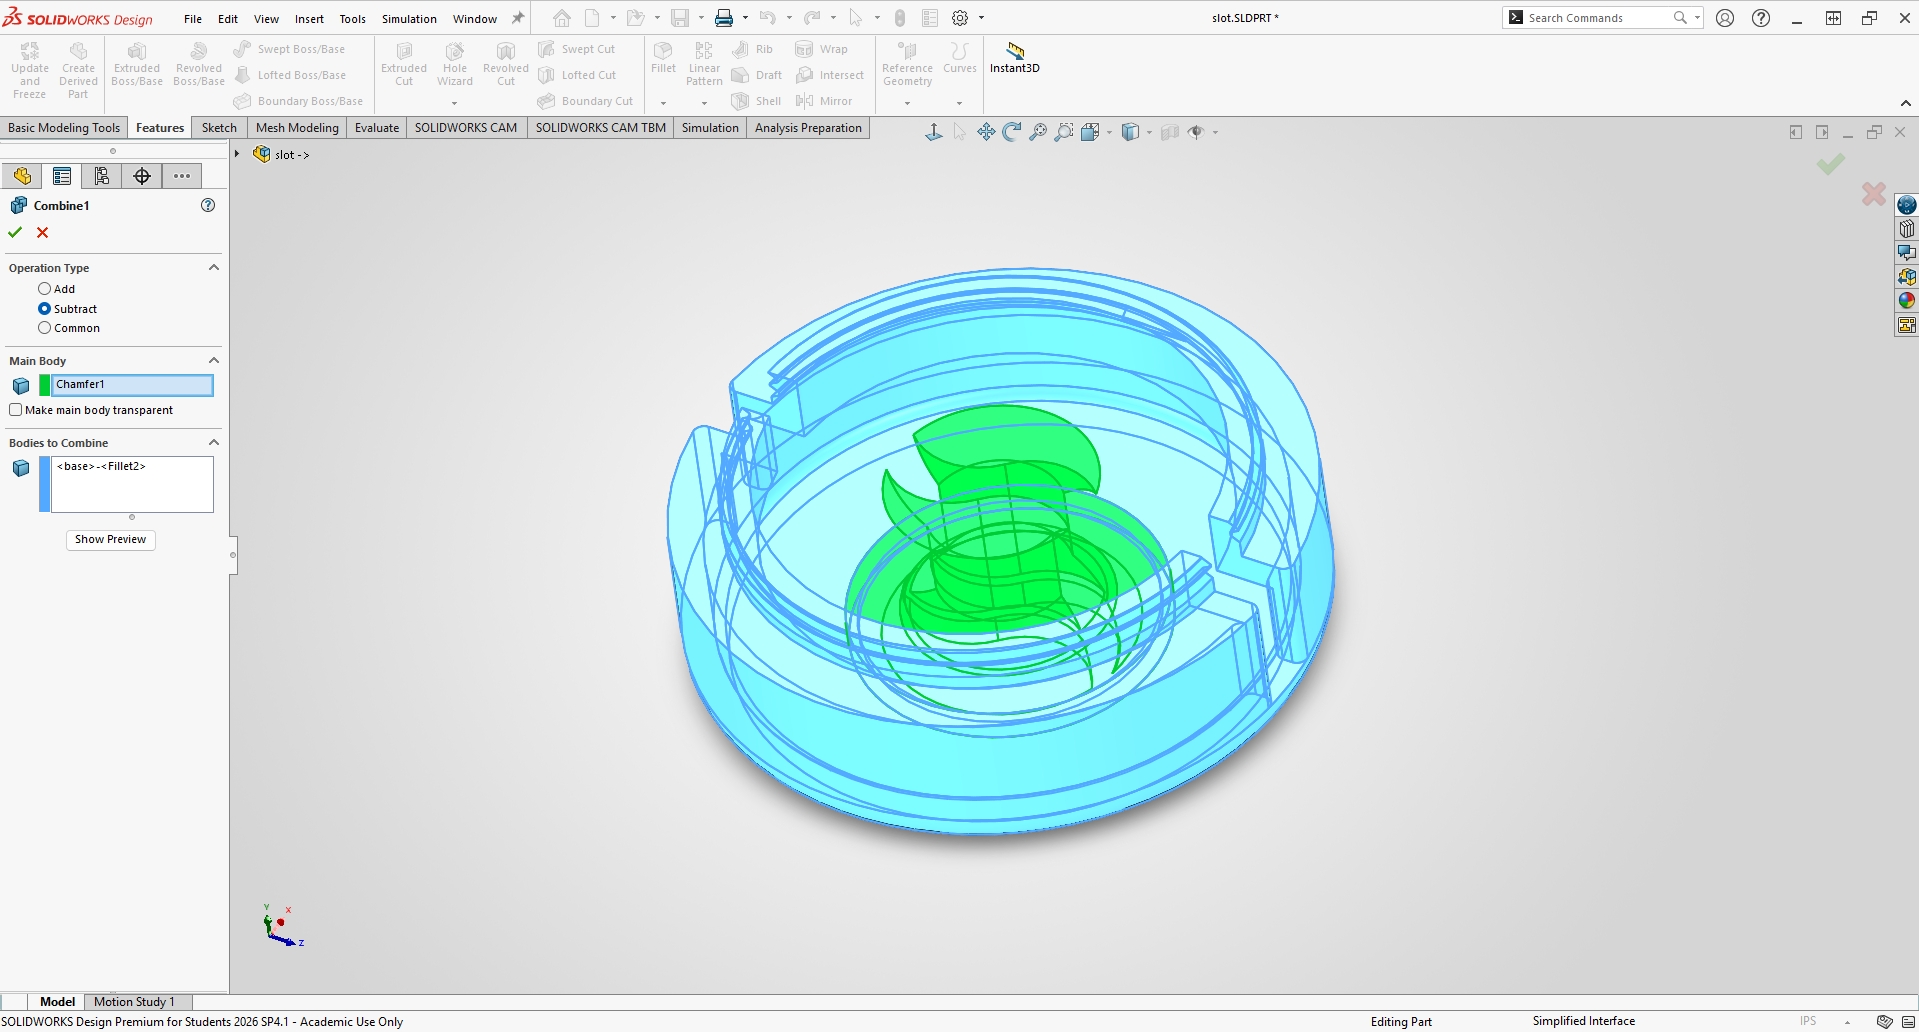 SOLIDWORKS Design File Edit View Insert Tools Simulation Window slot.SLDPRT * Search Commands
Update and Freeze
Create Derived Part
Extruded Boss/Base
Revolved Boss/Base
Swept Boss/Base
Lofted Boss/Base
Boundary Boss/Base
Extruded Cut
Hole Wizard
Revolved Cut
Swept Cut
Lofted Cut
Boundary Cut
Fillet
Linear Pattern
Rib
Draft
Shell
Wrap
Intersect
Mirror
Reference Geometry
Curves
Instant3D
Basic Modeling Tools Features Sketch Mesh Modeling Evaluate SOLIDWORKS CAM SOLIDWORKS CAM TBM Simulation Analysis Preparation
slot ->
Combine1
Operation Type
Add
Subtract
Common
Main Body
Chamfer1
Make main body transparent
Bodies to Combine
<base>-<Fillet2>
Show Preview
Y
X
Z
Model Motion Study 1
SOLIDWORKS Design Premium for Students 2026 SP4.1 - Academic Use Only Editing Part Simplified Interface IPS